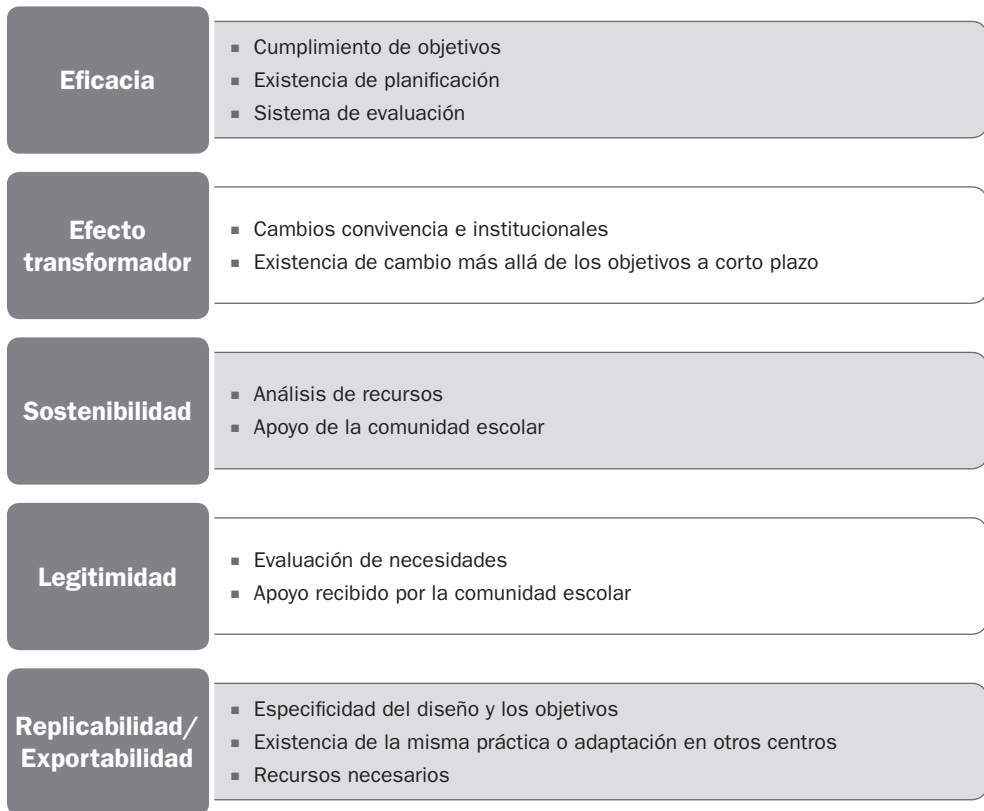 Eficacia
▪ Cumplimiento de objetivos
▪ Existencia de planificación
▪ Sistema de evaluación
Efecto
transformador
▪ Cambios convivencia e institucionales
▪ Existencia de cambio más allá de los objetivos a corto plazo
Sostenibilidad
▪ Análisis de recursos
▪ Apoyo de la comunidad escolar
Legitimidad
▪ Evaluación de necesidades
▪ Apoyo recibido por la comunidad escolar
Replicabilidad/
Exportabilidad
▪ Especificidad del diseño y los objetivos
▪ Existencia de la misma práctica o adaptación en otros centros
▪ Recursos necesarios